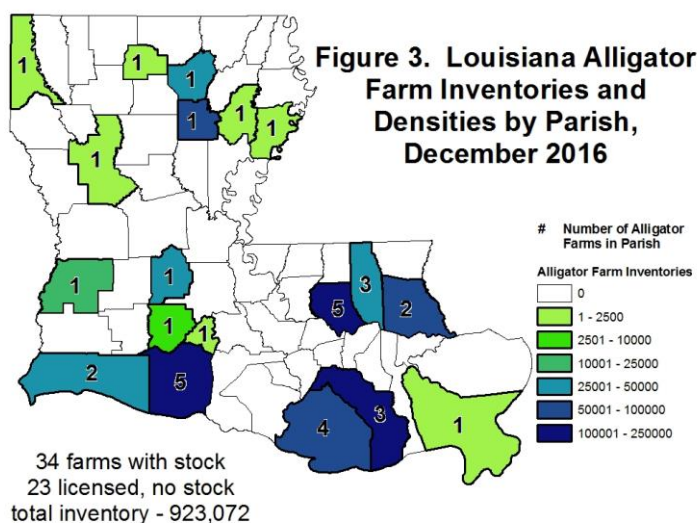 Figure 3. Louisiana Alligator
Farm Inventories and
Densities by Parish,
December 2016
1
1
1
1
1
1
1
1
1
3
5
2
1
1
2
5
3
1
4
# Number of Alligator
Farms in Parish
Alligator Farm Inventories
0
1 - 2500
2501 - 10000
10001 - 25000
25001 - 50000
50001 - 100000
100001 - 250000
34 farms with stock
23 licensed, no stock
total inventory - 923,072